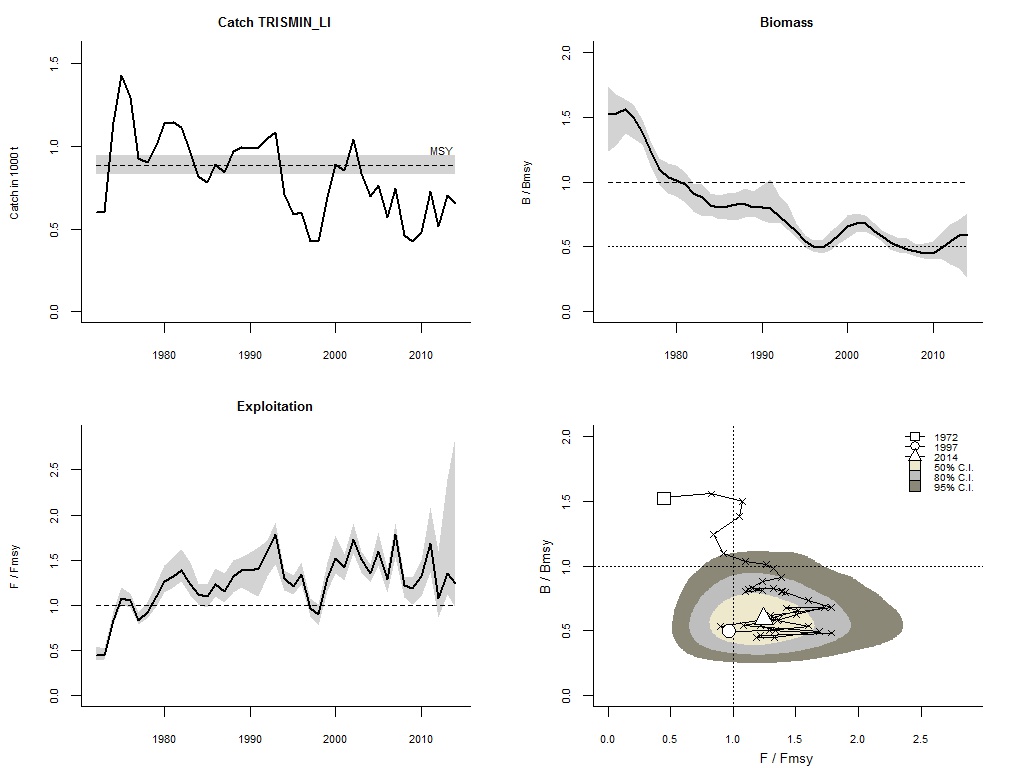 Catch TRISMIN_LI
Catch in 1000 t
0.0 0.5 1.0 1.5
MSY
1980 1990 2000 2010
Biomass
B / Bmsy
0.0 0.5 1.0 1.5 2.0
1980 1990 2000 2010
Exploitation
F / Fmsy
0.0 0.5 1.0 1.5 2.0 2.5
1980 1990 2000 2010
B / Bmsy
0.0 0.5 1.0 1.5 2.0
1972
1997
2014
50% C.I.
80% C.I.
95% C.I.
0.0 0.5 1.0 1.5 2.0 2.5
F / Fmsy